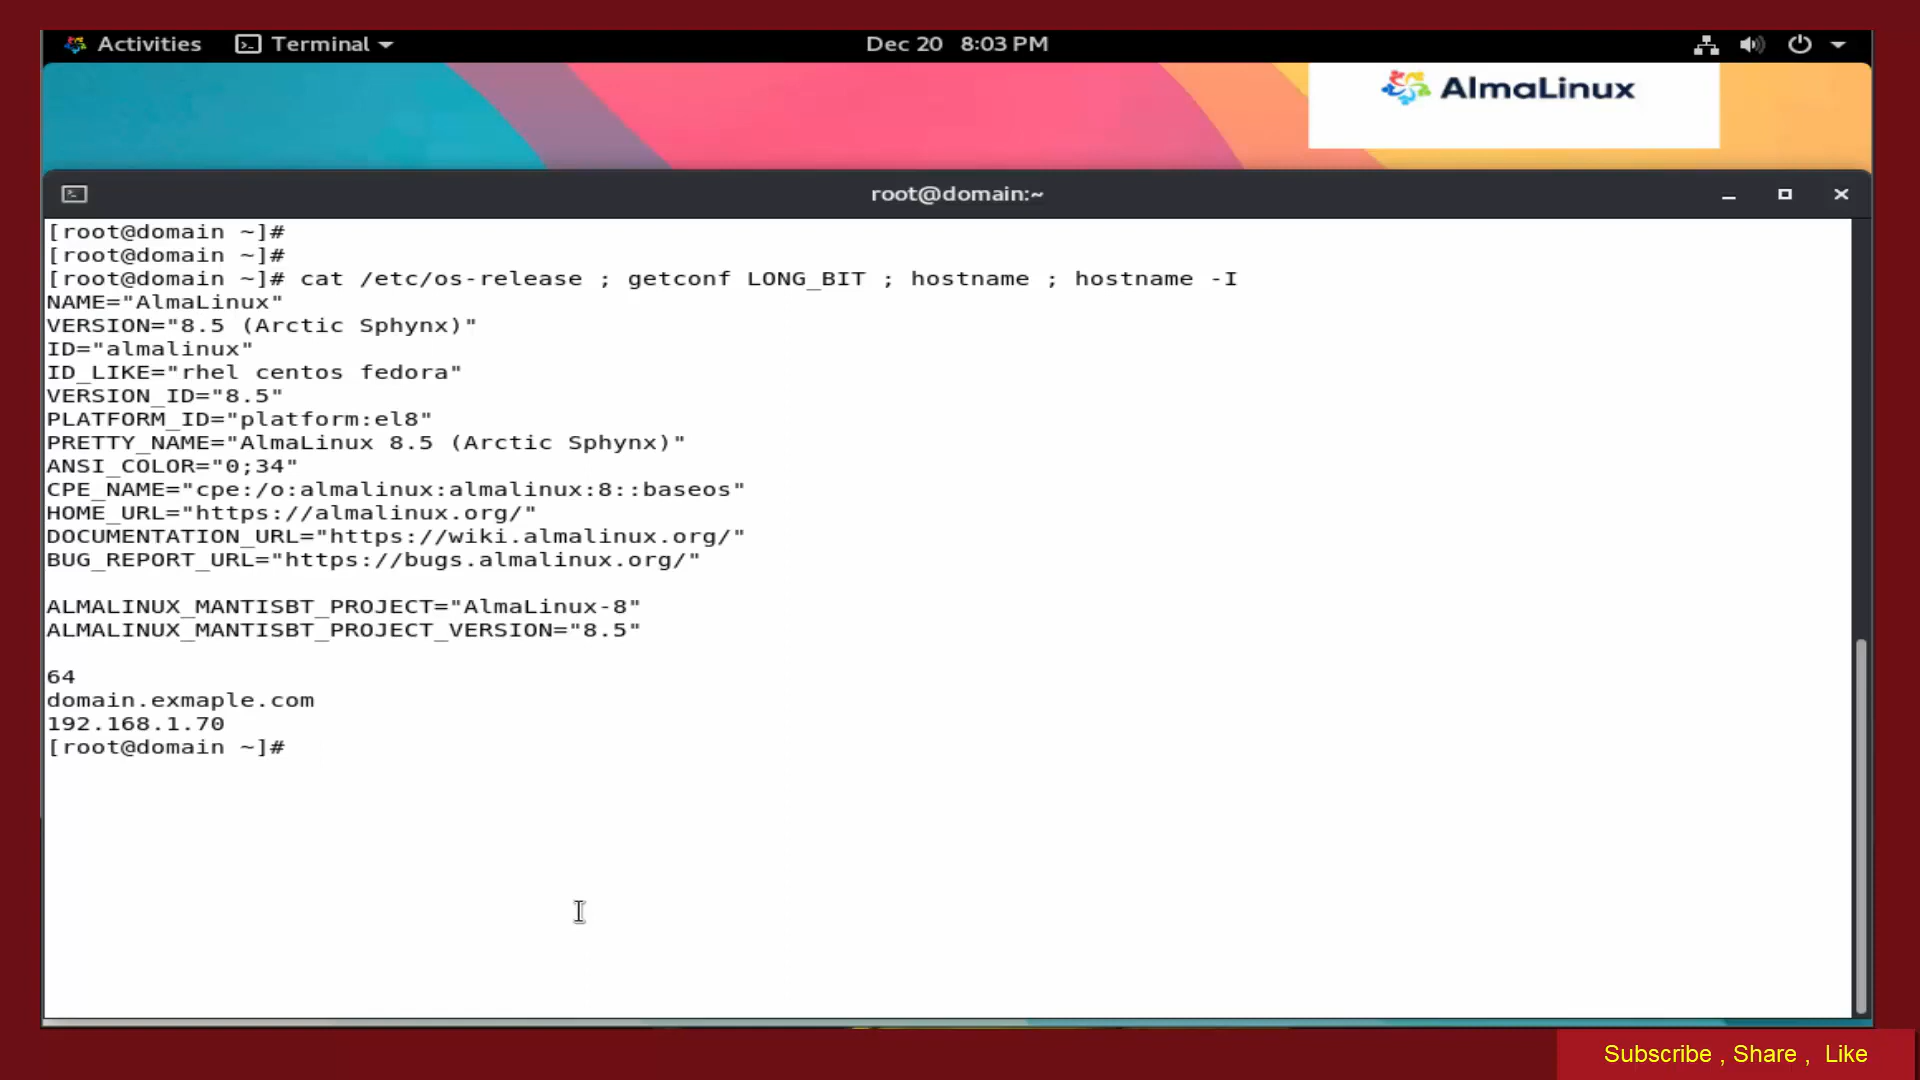 Activities Terminal Dec 20 8:03 PM
AlmaLinux
root@domain:~
[root@domain ~]#
[root@domain ~]#
[root@domain ~]# cat /etc/os-release ; getconf LONG_BIT ; hostname ; hostname -I
NAME="AlmaLinux"
VERSION="8.5 (Arctic Sphynx)"
ID="almalinux"
ID_LIKE="rhel centos fedora"
VERSION_ID="8.5"
PLATFORM_ID="platform:el8"
PRETTY_NAME="AlmaLinux 8.5 (Arctic Sphynx)"
ANSI_COLOR="0;34"
CPE_NAME="cpe:/o:almalinux:almalinux:8::baseos"
HOME_URL="https://almalinux.org/"
DOCUMENTATION_URL="https://wiki.almalinux.org/"
BUG_REPORT_URL="https://bugs.almalinux.org/"
ALMALINUX_MANTISBT_PROJECT="AlmaLinux-8"
ALMALINUX_MANTISBT_PROJECT_VERSION="8.5"
64
domain.exmaple.com
192.168.1.70
[root@domain ~]#
Subscribe , Share , Like